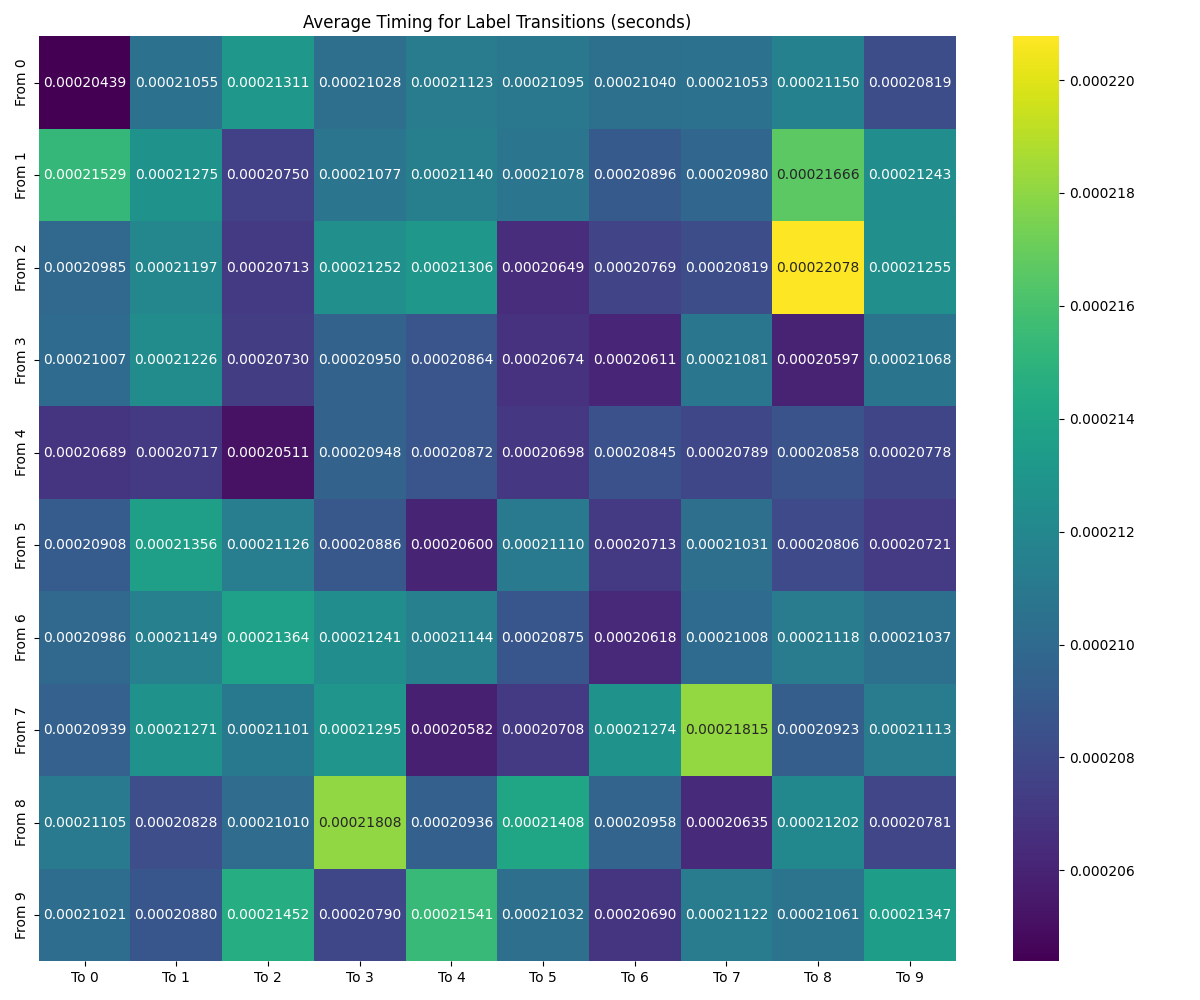 Average Timing for Label Transitions (seconds)
From 0 0.00020439 0.00021055 0.00021311 0.00021028 0.00021123 0.00021095 0.00021040 0.00021053 0.00021150 0.00020819
From 1 0.00021529 0.00021275 0.00020750 0.00021077 0.00021140 0.00021078 0.00020896 0.00020980 0.00021666 0.00021243
From 2 0.00020985 0.00021197 0.00020713 0.00021252 0.00021306 0.00020649 0.00020769 0.00020819 0.00022078 0.00021255
From 3 0.00021007 0.00021226 0.00020730 0.00020950 0.00020864 0.00020674 0.00020611 0.00021081 0.00020597 0.00021068
From 4 0.00020689 0.00020717 0.00020511 0.00020948 0.00020872 0.00020698 0.00020845 0.00020789 0.00020858 0.00020778
From 5 0.00020908 0.00021356 0.00021126 0.00020886 0.00020600 0.00021110 0.00020713 0.00021031 0.00020806 0.00020721
From 6 0.00020986 0.00021149 0.00021364 0.00021241 0.00021144 0.00020875 0.00020618 0.00021008 0.00021118 0.00021037
From 7 0.00020939 0.00021271 0.00021101 0.00021295 0.00020582 0.00020708 0.00021274 0.00021815 0.00020923 0.00021113
From 8 0.00021105 0.00020828 0.00021010 0.00021808 0.00020936 0.00021408 0.00020958 0.00020635 0.00021202 0.00020781
From 9 0.00021021 0.00020880 0.00021452 0.00020790 0.00021541 0.00021032 0.00020690 0.00021122 0.00021061 0.00021347
To 0 To 1 To 2 To 3 To 4 To 5 To 6 To 7 To 8 To 9
0.000220
0.000218
0.000216
0.000214
0.000212
0.000210
0.000208
0.000206